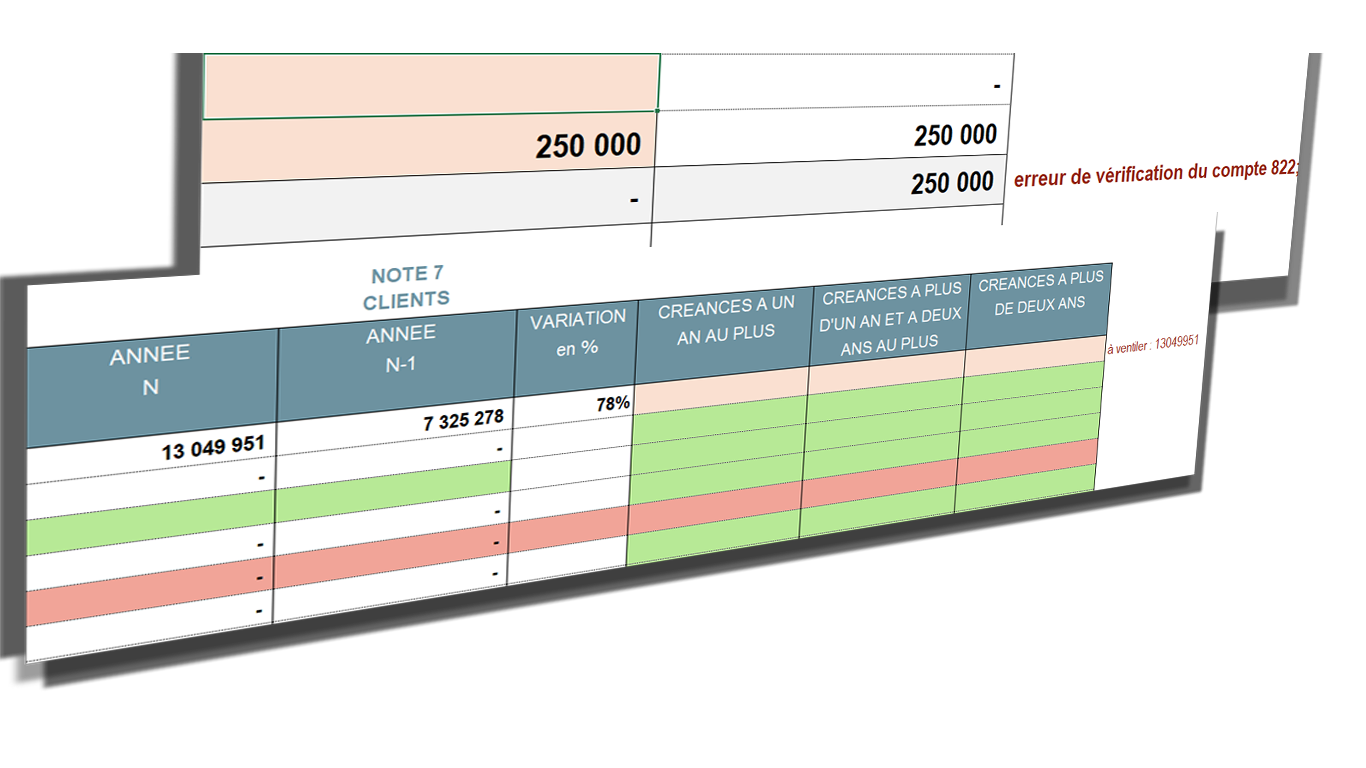 -
250 000 250 000
- 250 000 erreur de vérification du compte 822;
NOTE 7
CLIENTS
ANNEE
N
ANNEE
N-1
VARIATION
en %
CREANCES A UN
AN AU PLUS
CREANCES A PLUS
D'UN AN ET A DEUX
ANS AU PLUS
CREANCES A PLUS
DE DEUX ANS
13 049 951 7 325 278 78% à ventiler : 13049951
- -
- -
- -
- -